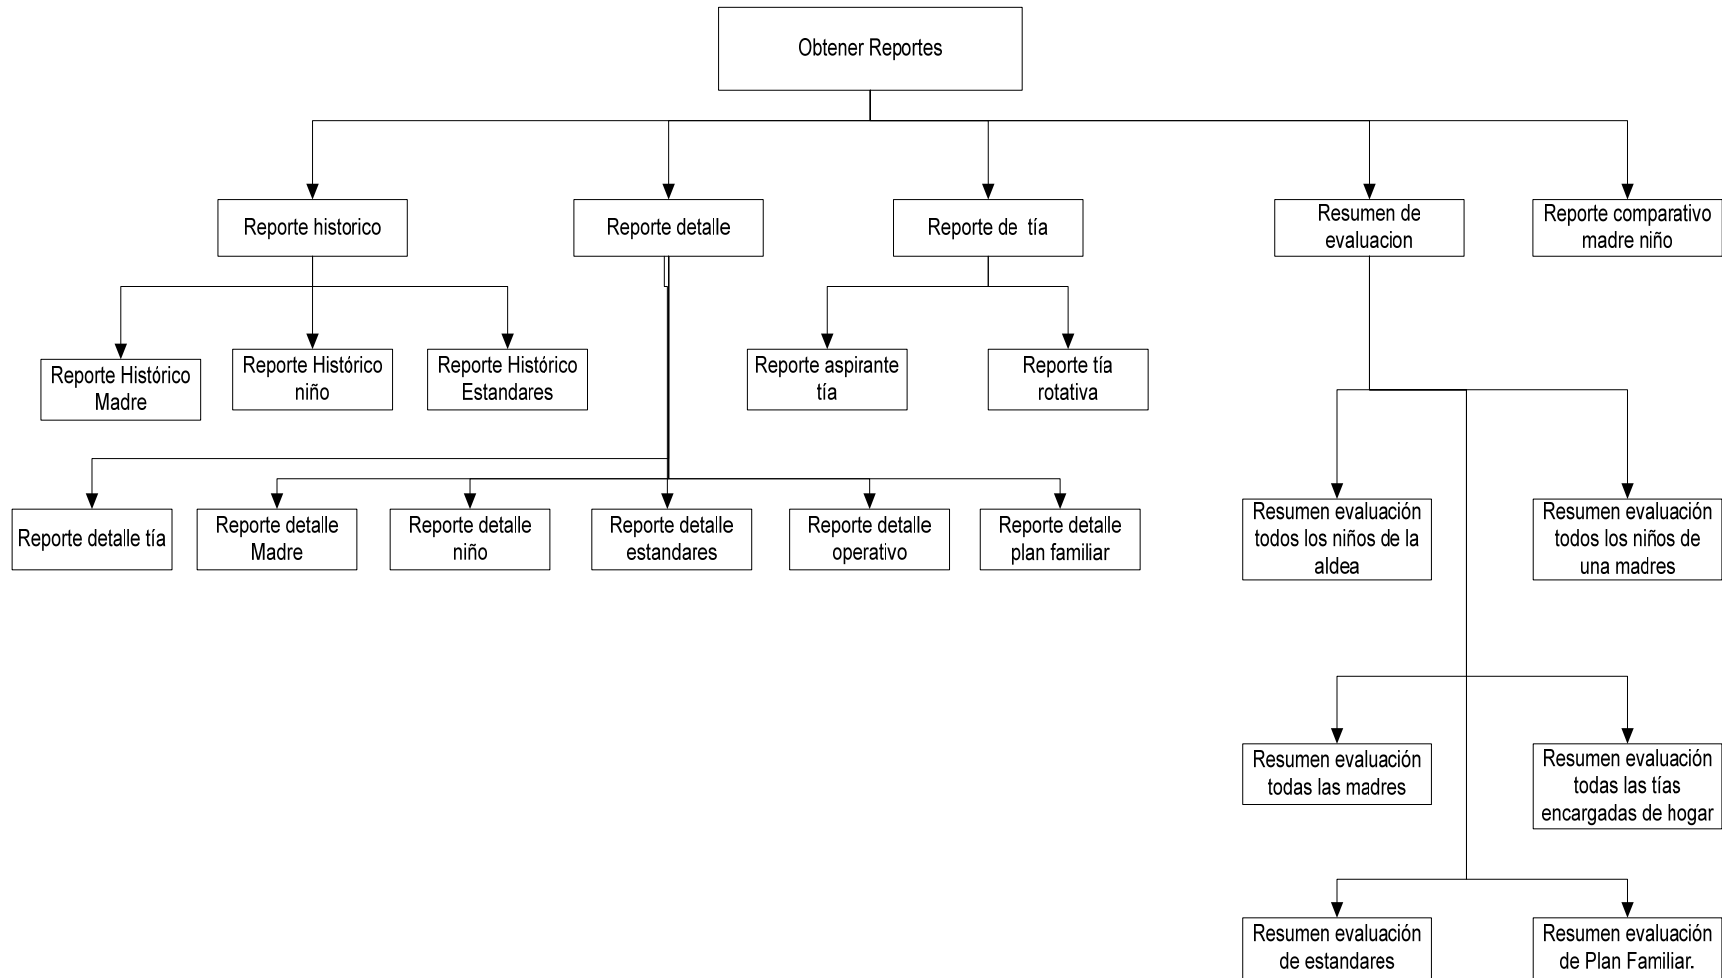 Obtener Reportes
Reporte historico
Reporte detalle
Reporte de  tía
Resumen de
evaluacion
Reporte comparativo
madre niño
Reporte Histórico
Madre
Reporte Histórico
niño
Reporte Histórico
Estandares
Reporte aspirante
tía
Reporte tía
rotativa
Reporte detalle tía
Reporte detalle
Madre
Reporte detalle
niño
Reporte detalle
estandares
Reporte detalle
operativo
Reporte detalle
plan familiar
Resumen evaluación
todos los niños de la
aldea
Resumen evaluación
todos los niños de
una madres
Resumen evaluación
todas las madres
Resumen evaluación
todas las tías
encargadas de hogar
Resumen evaluación
de estandares
Resumen evaluación
de Plan Familiar.